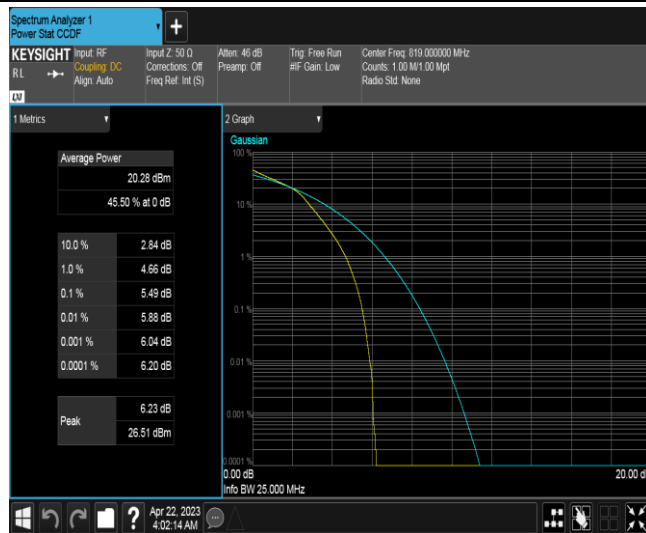 Spectrum Analyzer 1
Power Stat CCDF
+
KEYSIGHT
RL
Input: RF
Coupling: DC
Align: Auto
Input Z: 50 Ω
Corrections: Off
Freq Ref: Int (S)
Atten: 46 dB
Preamp: Off
Trig: Free Run
#IF Gain: Low
Center Freq: 819.000000 MHz
Counts: 1.00 M/1.00 Mpt
Radio Std: None
LXI
1 Metrics
Average Power
20.28 dBm
45.50 % at 0 dB
10.0 % 2.84 dB
1.0 % 4.66 dB
0.1 % 5.49 dB
0.01 % 5.88 dB
0.001 % 6.04 dB
0.0001 % 6.20 dB
Peak
6.23 dB
26.51 dBm
2 Graph
Gaussian
100 %
10 %
1 %
0.1 %
0.01 %
0.001 %
0.0001 %
0.00 dB
20.00 d
Info BW 25.000 MHz
?
Apr 22, 2023
4:02:14 AM